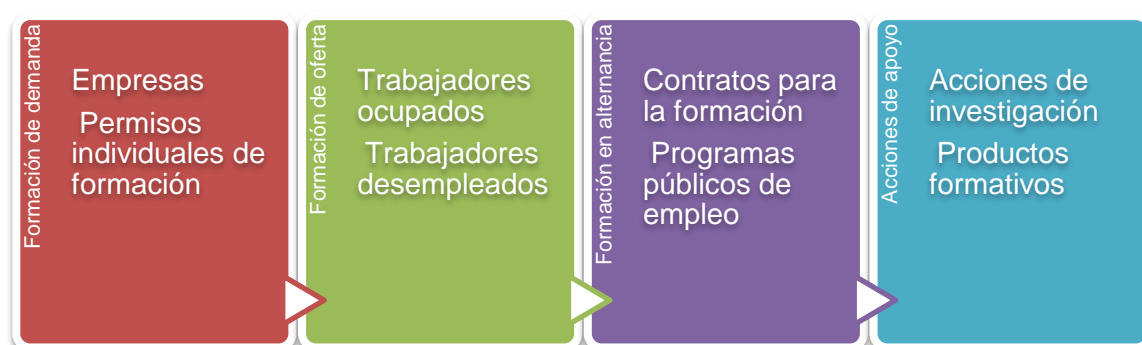 Formación de demanda
Empresas
Permisos
individuales de
formación
Formación de oferta
Trabajadores
ocupados
Trabajadores
desempleados
Formación en alternancia
Contratos para
la formación
Programas
públicos de
empleo
Acciones de apoyo
Acciones de
investigación
Productos
formativos